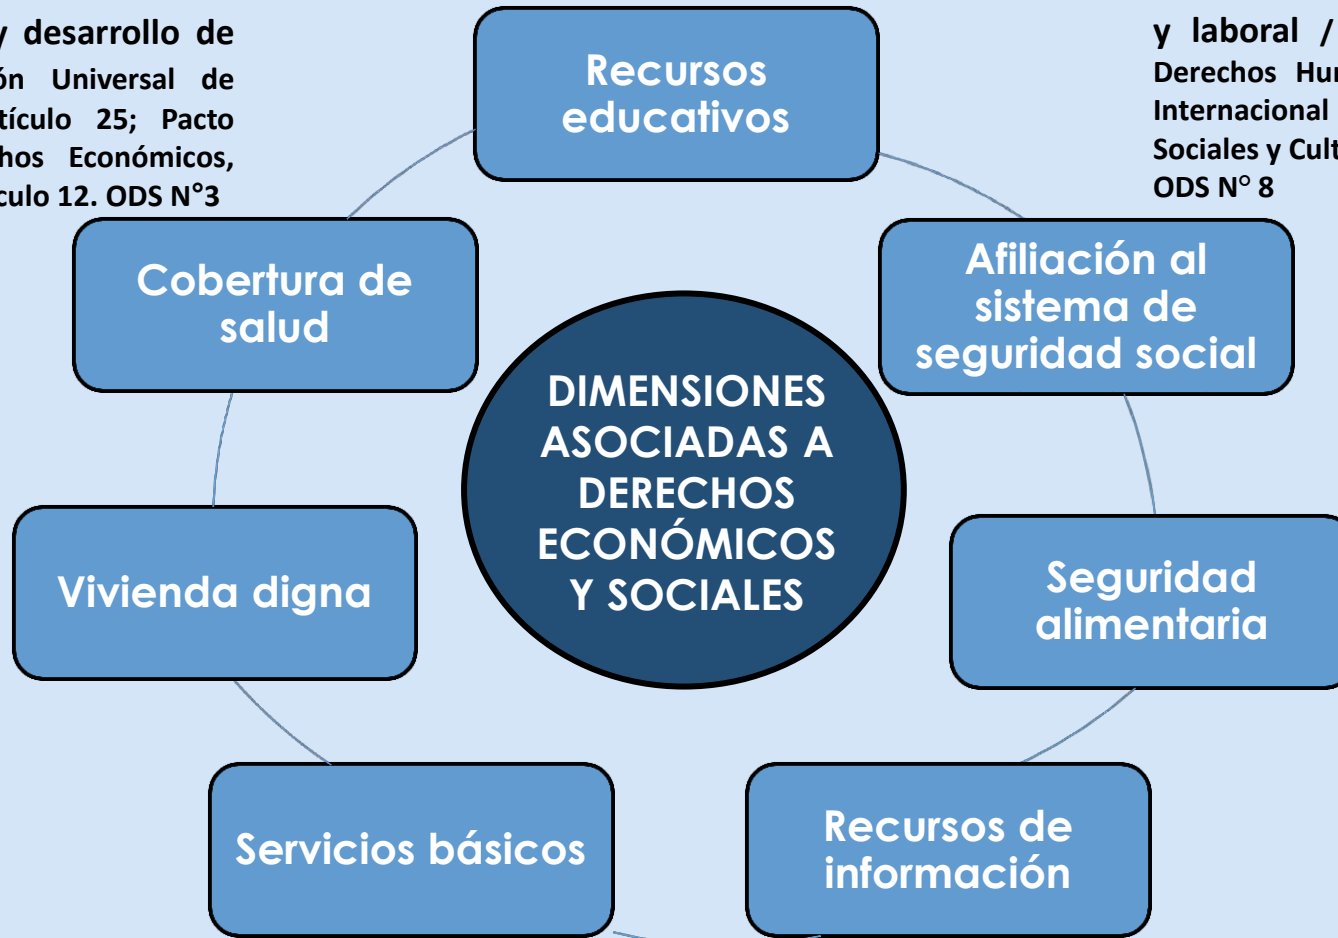 y desarrollo de
ón Universal de
tículo 25; Pacto
hos Económicos,
culo 12. ODS N°3
Recursos
educativos
y laboral /
Derechos Hu
Internacional
Sociales y Cult
ODS N° 8
Cobertura de
salud
Afiliación al
sistema de
seguridad social
DIMENSIONES
ASOCIADAS A
DERECHOS
ECONÓMICOS
Y SOCIALES
Vivienda digna
Seguridad
alimentaria
Servicios básicos
Recursos de
información